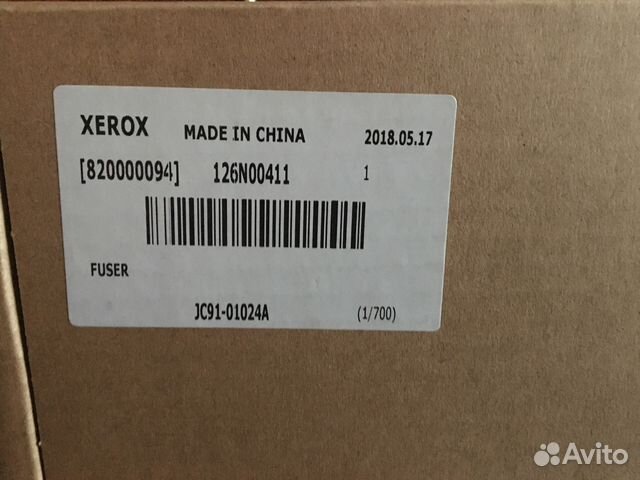 XEROX MADE IN CHINA 2018.05.17
[820000094] 126N00411 1
FUSER
JC91-01024A (1/700)
Avito